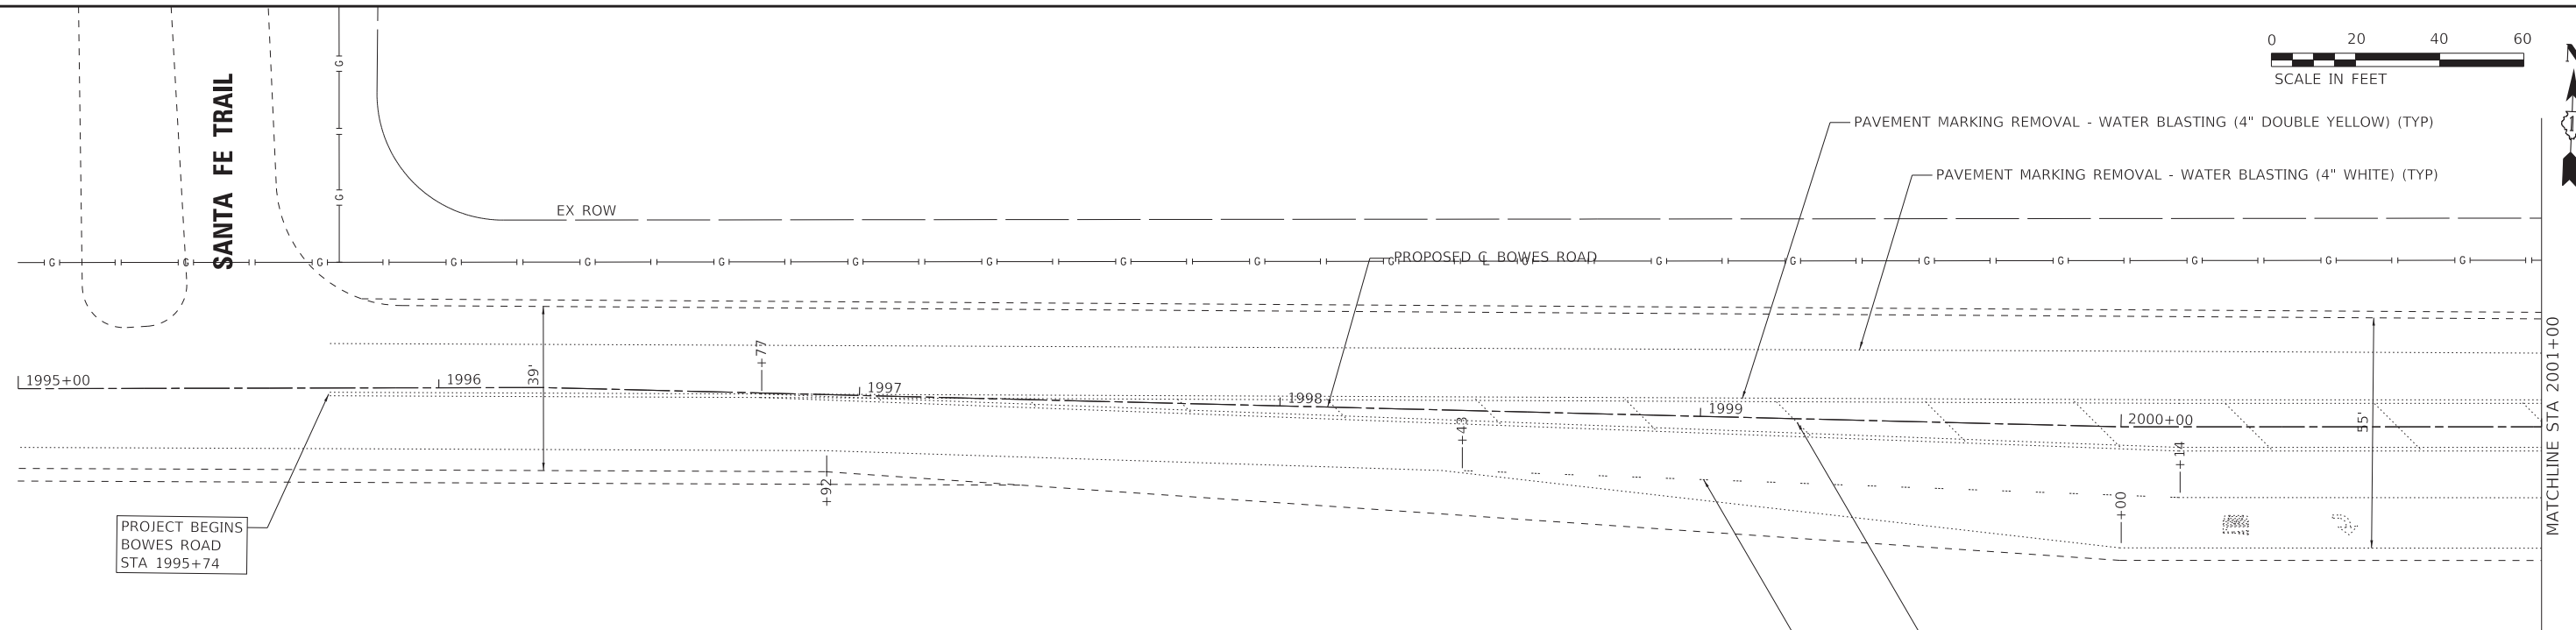 0 20 40 60
SCALE IN FEET
N
SANTA FE TRAIL
G
G
PAVEMENT MARKING REMOVAL - WATER BLASTING (4" DOUBLE YELLOW) (TYP)
PAVEMENT MARKING REMOVAL - WATER BLASTING (4" WHITE) (TYP)
EX ROW
PROPOSED ℄ BOWES ROAD
G G G G G G G G G G G G G G G G G G G
MATCHLINE STA 2001+00
39'
+77
1995+00
1996
1997
1998
1999
2000+00
55'
+43
+14
+92
+00
PROJECT BEGINS
BOWES ROAD
STA 1995+74